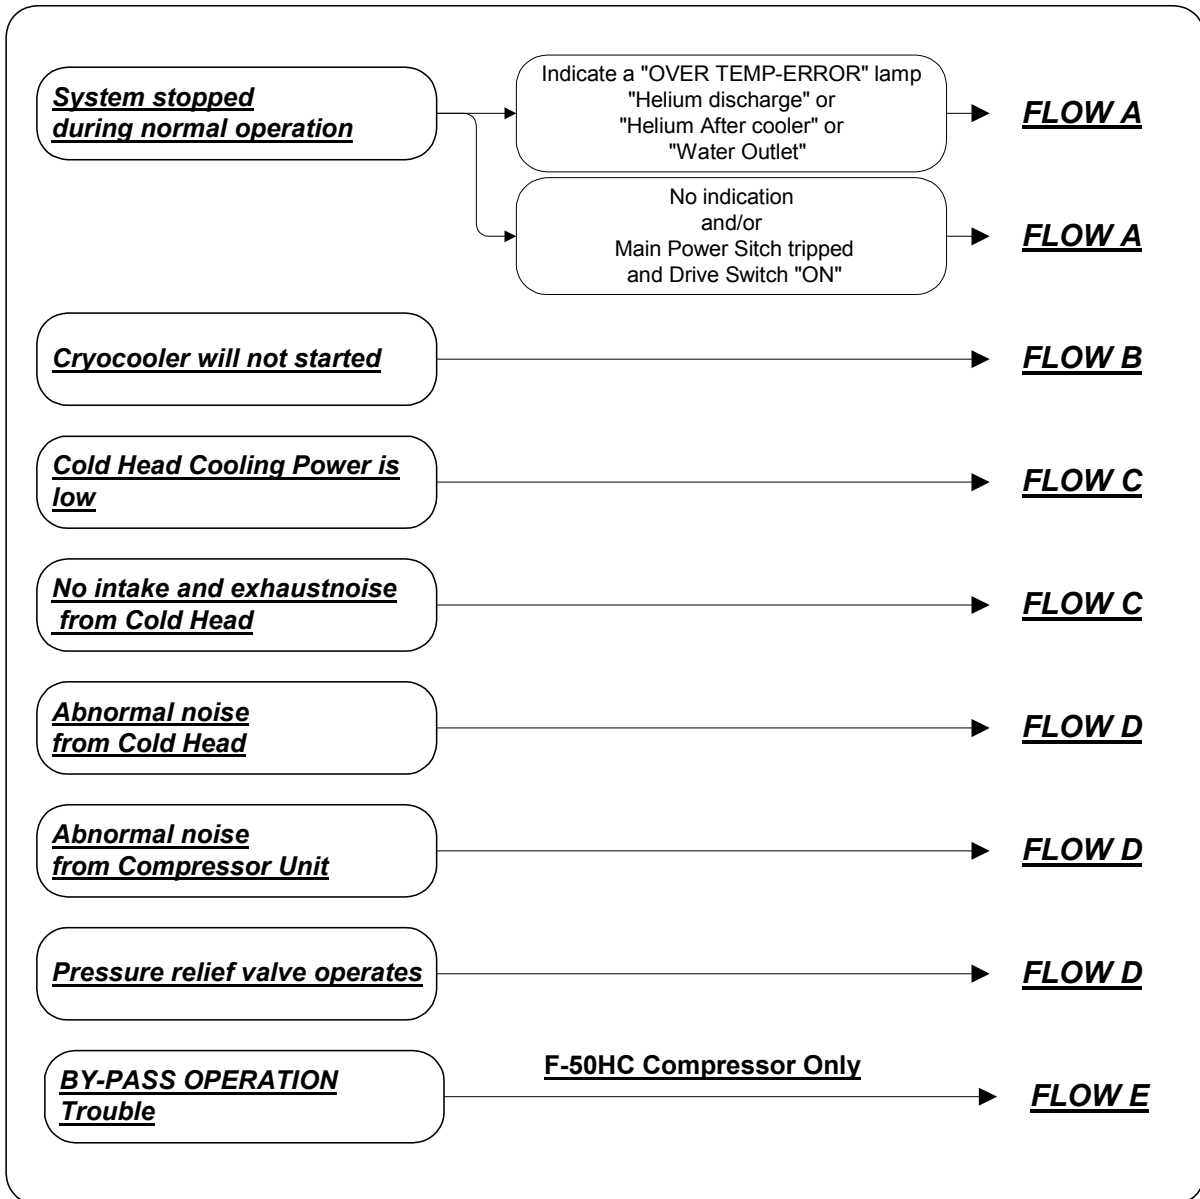 System stopped
during normal operation
Indicate a "OVER TEMP-ERROR" lamp
"Helium discharge" or
"Helium After cooler" or
"Water Outlet"
FLOW A
No indication
and/or
Main Power Sitch tripped
and Drive Switch "ON"
FLOW A
Cryocooler will not started
FLOW B
Cold Head Cooling Power is
low
FLOW C
No intake and exhaustnoise
from Cold Head
FLOW C
Abnormal noise
from Cold Head
FLOW D
Abnormal noise
from Compressor Unit
FLOW D
Pressure relief valve operates
FLOW D
BY-PASS OPERATION
Trouble
F-50HC Compressor Only
FLOW E